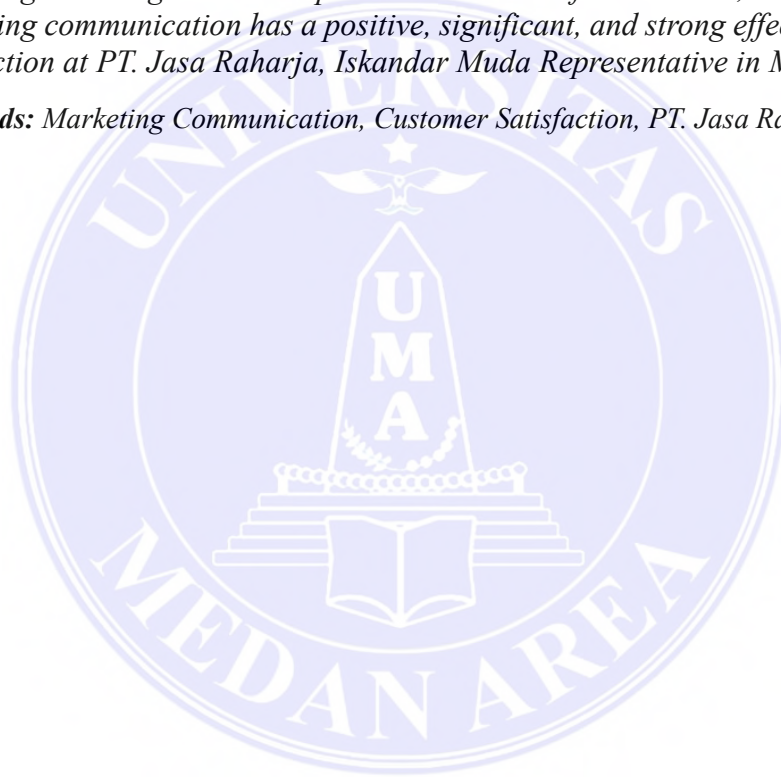 ing communication has a positive, significant, and strong effec
ction at PT. Jasa Raharja, Iskandar Muda Representative in M
ds: Marketing Communication, Customer Satisfaction, PT. Jasa Ra
UNIVERSITAS
U
M
A
MEDAN AREA